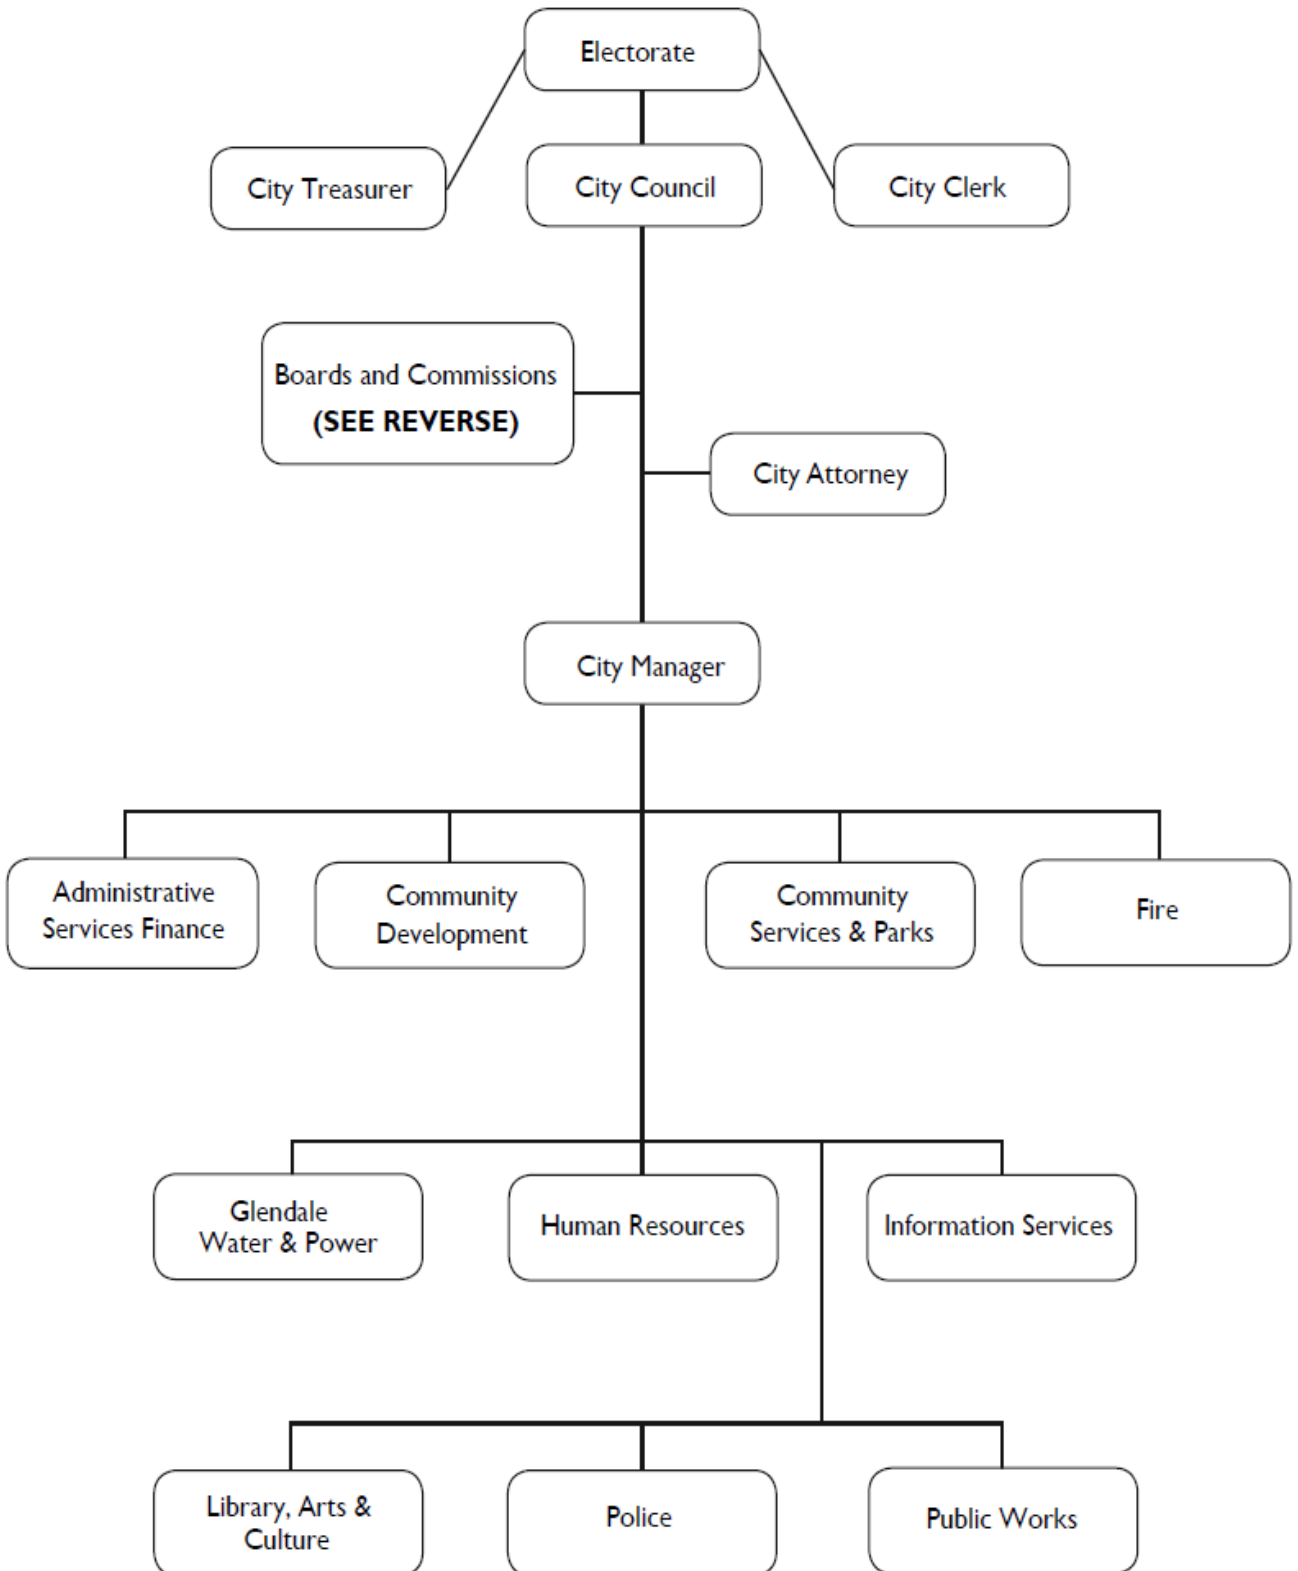 Electorate
City Treasurer
City Council
City Clerk
Boards and Commissions
(SEE REVERSE)
City Attorney
City Manager
Administrative
Services Finance
Community
Development
Community
Services & Parks
Fire
Glendale
Water & Power
Human Resources
Information Services
Library, Arts &
Culture
Police
Public Works